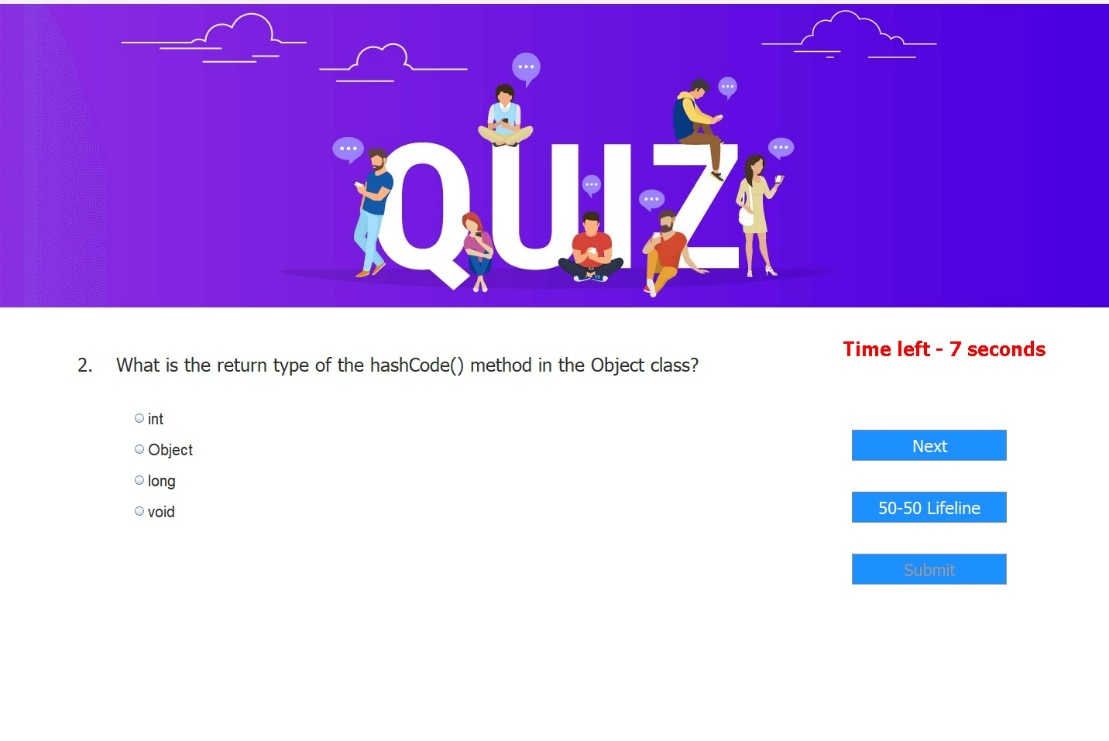 QUIZ
Time left - 7 seconds
2. What is the return type of the hashCode() method in the Object class?
int
Object
long
void
Next
50-50 Lifeline
Submit